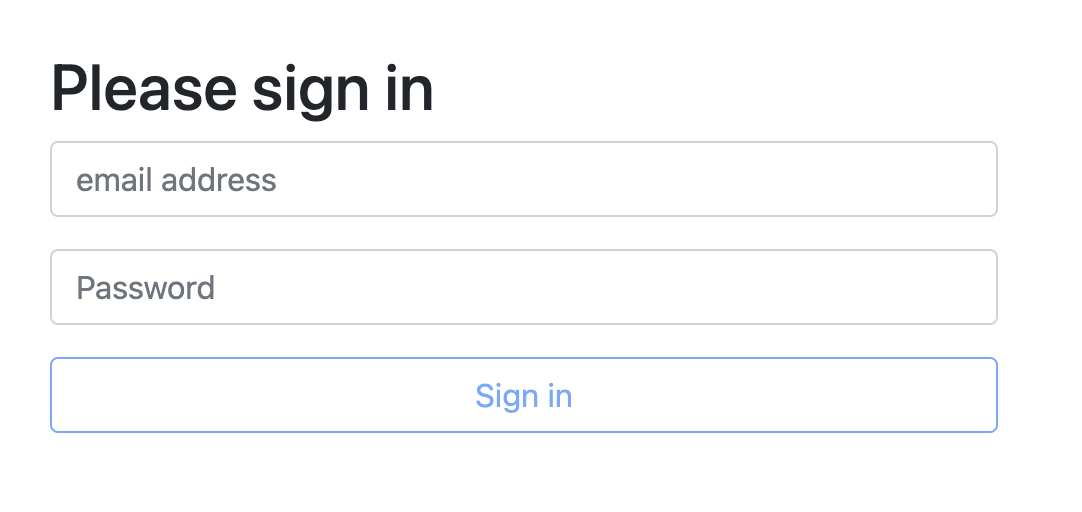 Please sign in
email address
Password
Sign in